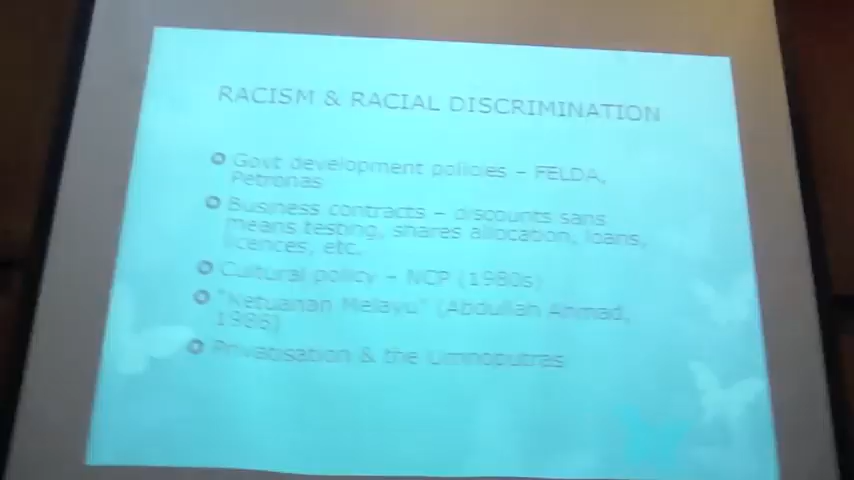 RACISM & RACIAL DISCRIMINATION
Govt development policies – FELDA,
Petronas
Business contracts – discounts sans
means testing, shares allocation, loans,
licences, etc.
Cultural policy – NCP (1980s)
"Ketuanan Melayu" (Abdullah Ahmad,
1986)
Privatisation & the Umnoputras